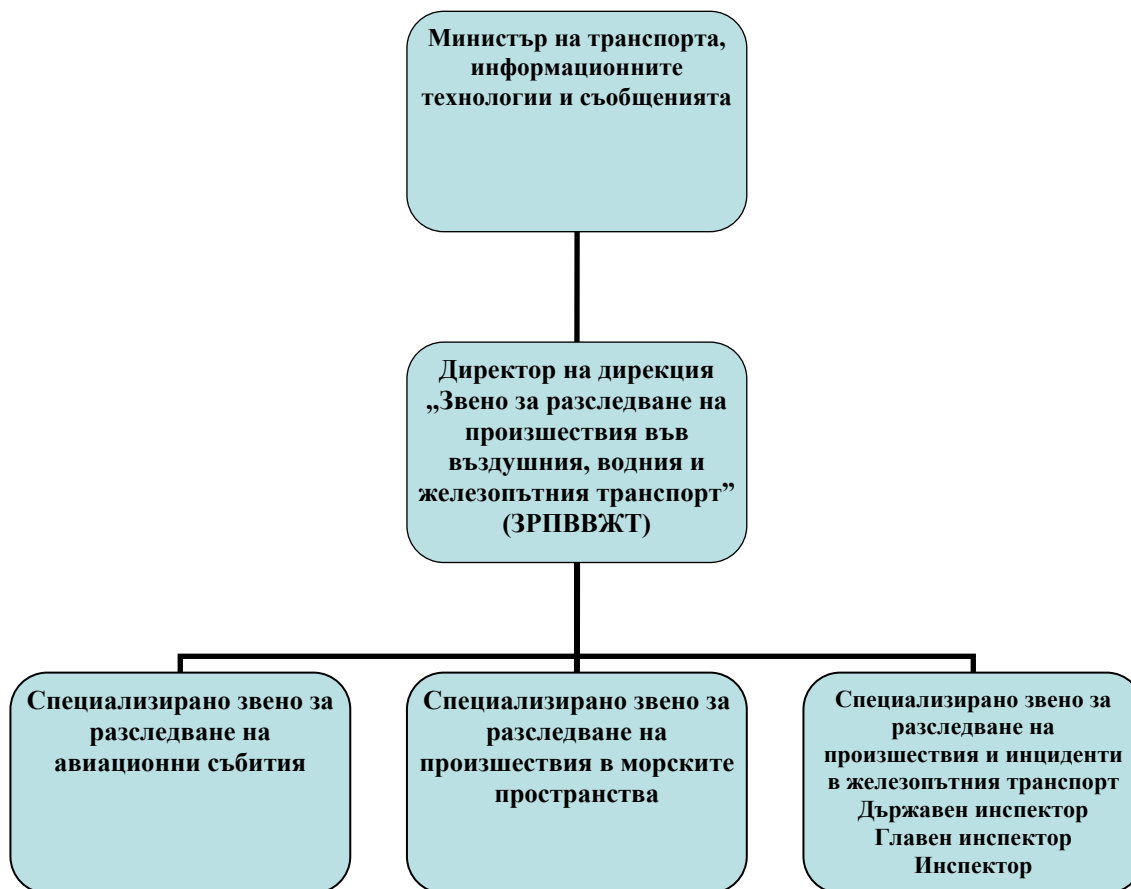 Министър на транспорта,
информационните
технологии и съобщенията
Директор на дирекция
„Звено за разследване на
произшествия във
въздушния, водния и
железопътния транспорт”
(ЗРПВВЖТ)
Специализирано звено за
разследване на
авиационни събития
Специализирано звено за
разследване на
произшествия в морските
пространства
Специализирано звено за
разследване на
произшествия и инциденти
в железопътния транспорт
Държавен инспектор
Главен инспектор
Инспектор